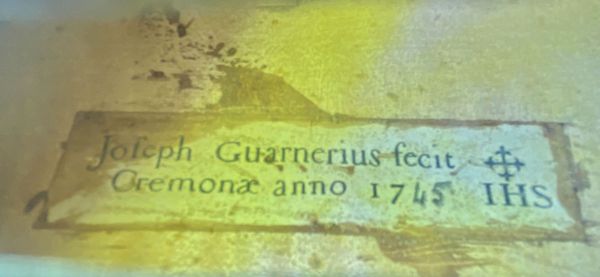 Joſeph Guarnerius fecit ✣
Cremonæ anno 1745 IHS